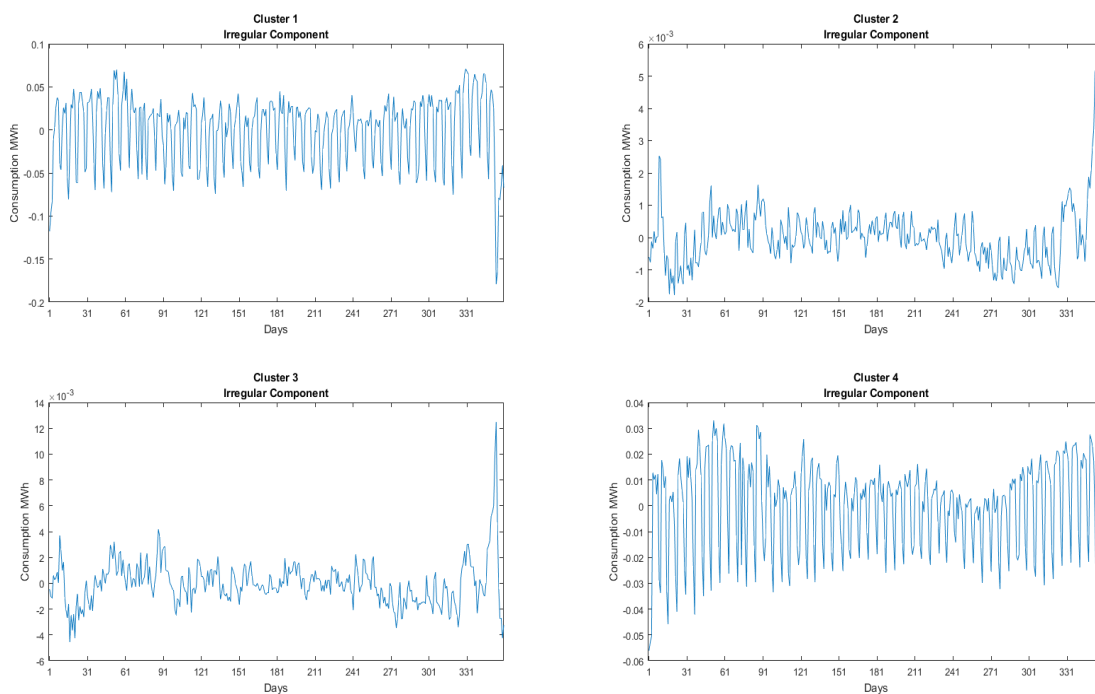 Cluster 1
Irregular Component
0.1
0.05
0
-0.05
-0.1
-0.15
-0.2
Consumption MWh
1 31 61 91 121 151 181 211 241 271 301 331
Days
Cluster 2
Irregular Component
×10-3
6
5
4
3
2
1
0
-1
-2
Consumption MWh
1 31 61 91 121 151 181 211 241 271 301 331
Days
Cluster 3
Irregular Component
×10-3
14
12
10
8
6
4
2
0
-2
-4
-6
Consumption MWh
1 31 61 91 121 151 181 211 241 271 301 331
Days
Cluster 4
Irregular Component
0.04
0.03
0.02
0.01
0
-0.01
-0.02
-0.03
-0.04
-0.05
-0.06
Consumption MWh
1 31 61 91 121 151 181 211 241 271 301 331
Days